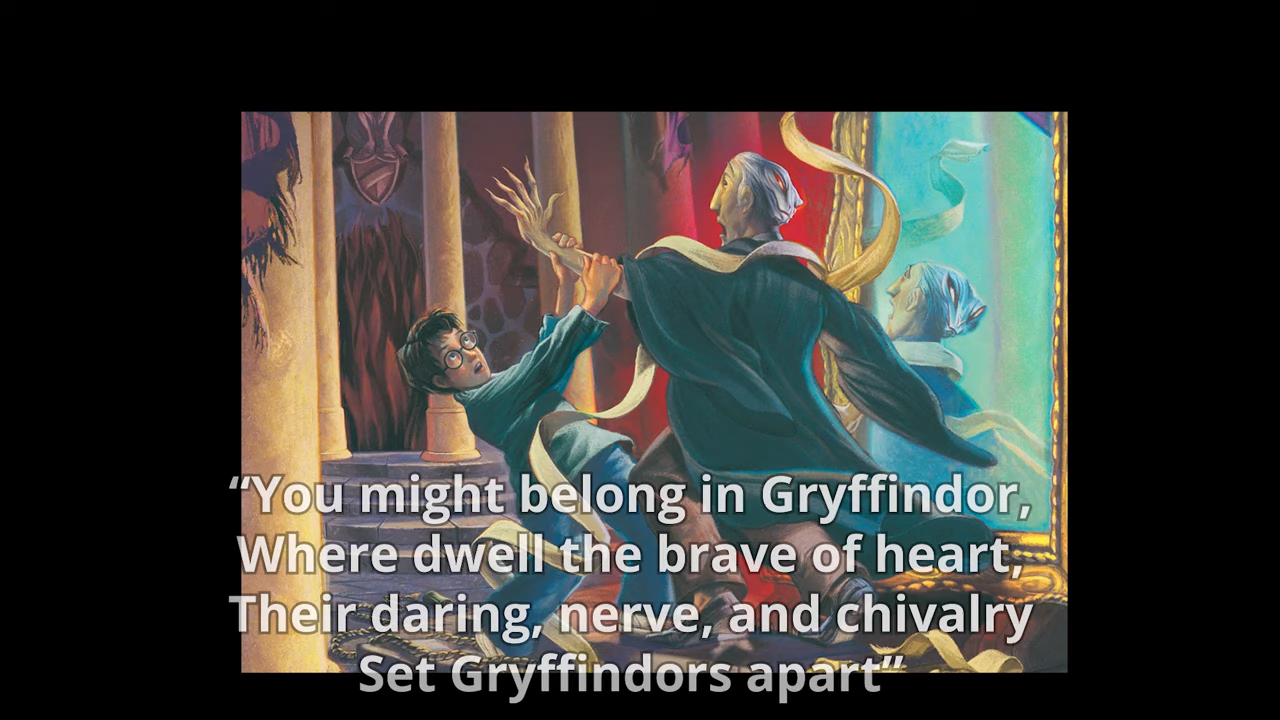 “You might belong in Gryffindor,
Where dwell the brave of heart,
Their daring, nerve, and chivalry
Set Gryffindors apart”